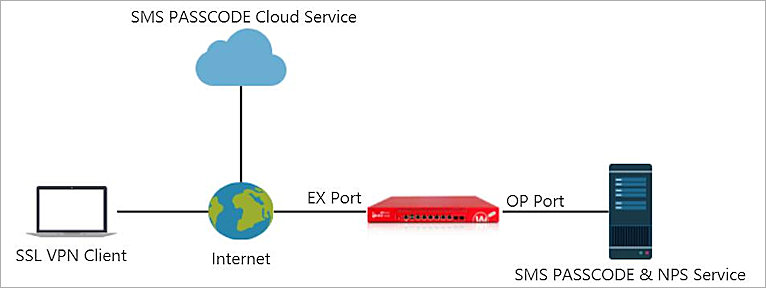 SMS PASSCODE Cloud Service
EX Port
OP Port
SSL VPN Client
Internet
SMS PASSCODE & NPS Service